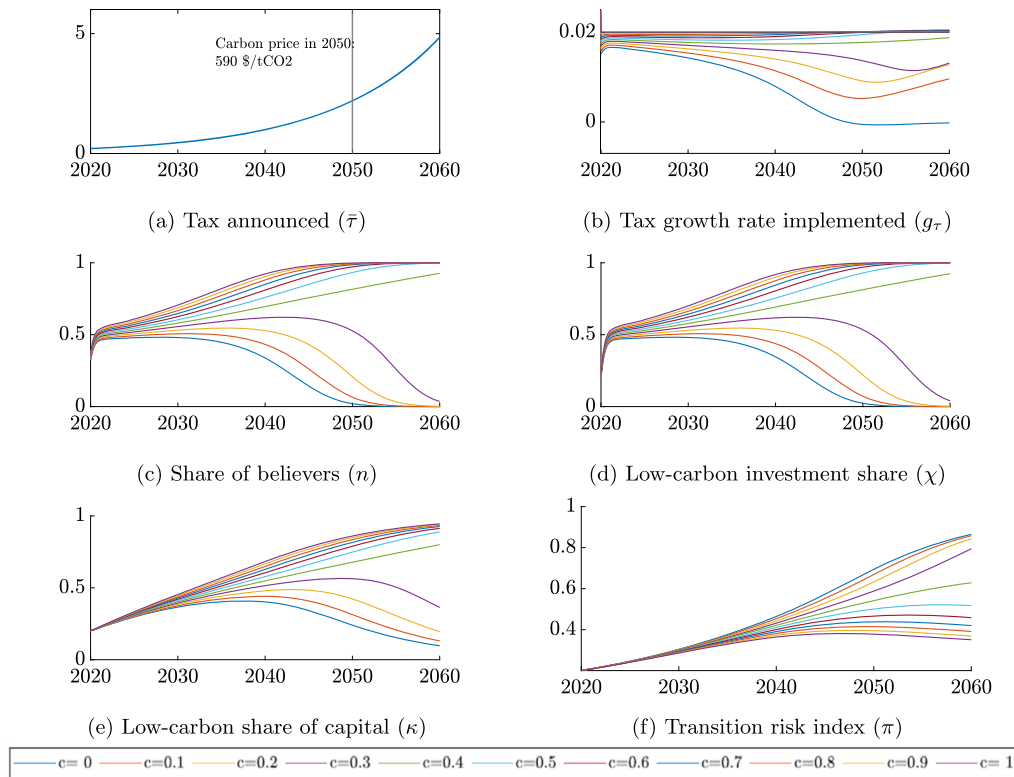 5
0
Carbon price in 2050:
590 $/tCO2
2020 2030 2040 2050 2060
(a) Tax announced (τ̄)
0.02
0
2020 2030 2040 2050 2060
(b) Tax growth rate implemented (gτ)
1
0.5
0
2020 2030 2040 2050 2060
(c) Share of believers (n)
1
0.5
0
2020 2030 2040 2050 2060
(d) Low-carbon investment share (χ)
1
0.5
0
2020 2030 2040 2050 2060
(e) Low-carbon share of capital (κ)
1
0.8
0.6
0.4
2020 2030 2040 2050 2060
(f) Transition risk index (π)
c= 0 c=0.1 c=0.2 c=0.3 c=0.4 c=0.5 c=0.6 c=0.7 c=0.8 c=0.9 c= 1